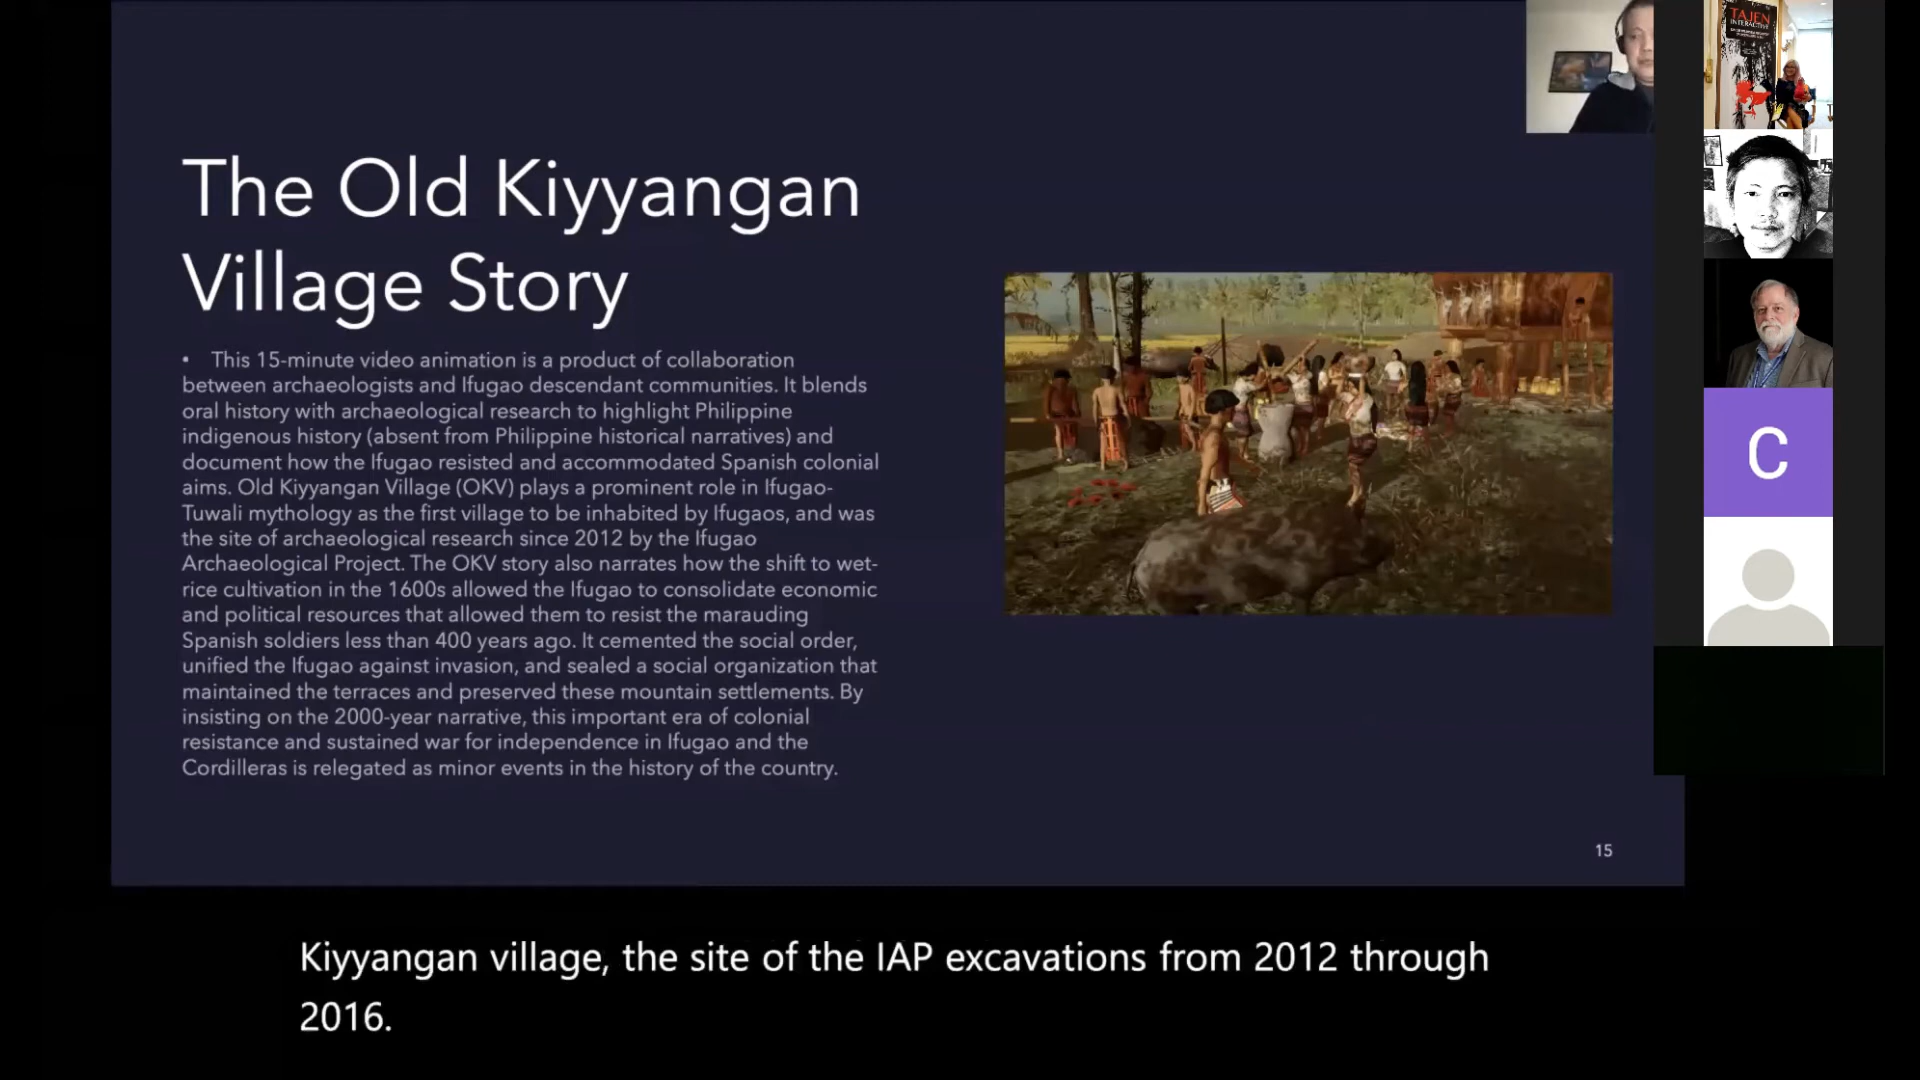 The Old Kiyyangan
Village Story
• This 15-minute video animation is a product of collaboration
between archaeologists and Ifugao descendant communities. It blends
oral history with archaeological research to highlight Philippine
indigenous history (absent from Philippine historical narratives) and
document how the Ifugao resisted and accommodated Spanish colonial
aims. Old Kiyyangan Village (OKV) plays a prominent role in Ifugao-
Tuwali mythology as the first village to be inhabited by Ifugaos, and was
the site of archaeological research since 2012 by the Ifugao
Archaeological Project. The OKV story also narrates how the shift to wet-
rice cultivation in the 1600s allowed the Ifugao to consolidate economic
and political resources that allowed them to resist the marauding
Spanish soldiers less than 400 years ago. It cemented the social order,
unified the Ifugao against invasion, and sealed a social organization that
maintained the terraces and preserved these mountain settlements. By
insisting on the 2000-year narrative, this important era of colonial
resistance and sustained war for independence in Ifugao and the
Cordilleras is relegated as minor events in the history of the country.
15
TAJEN
INTERACTIVE
C
Kiyyangan village, the site of the IAP excavations from 2012 through
2016.